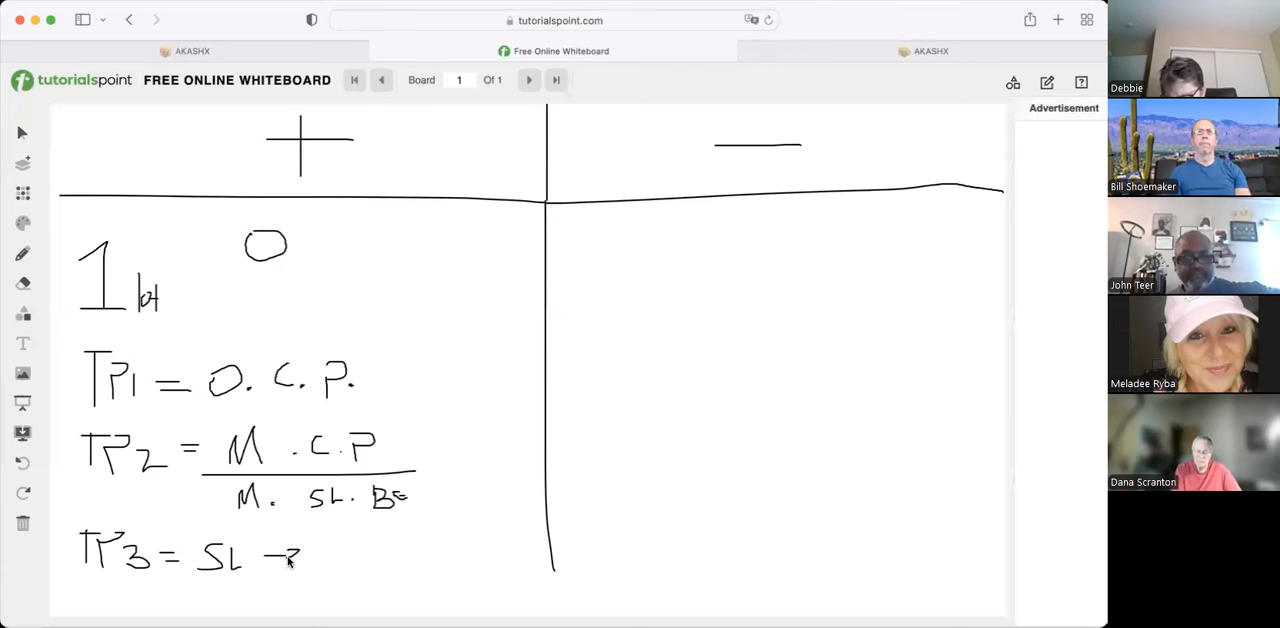 tutorialspoint.com
AKASHX
Free Online Whiteboard
AKASHX
tutorialspoint FREE ONLINE WHITEBOARD
Board 1 Of 1
Advertisement
+ —
1 lot O
TP1 = O. C. P.
TP2 = M . C. P
M. SL. BE
TP3 = SL →
Debbie
Bill Shoemaker
John Teer
Meladee Ryba
Dana Scranton